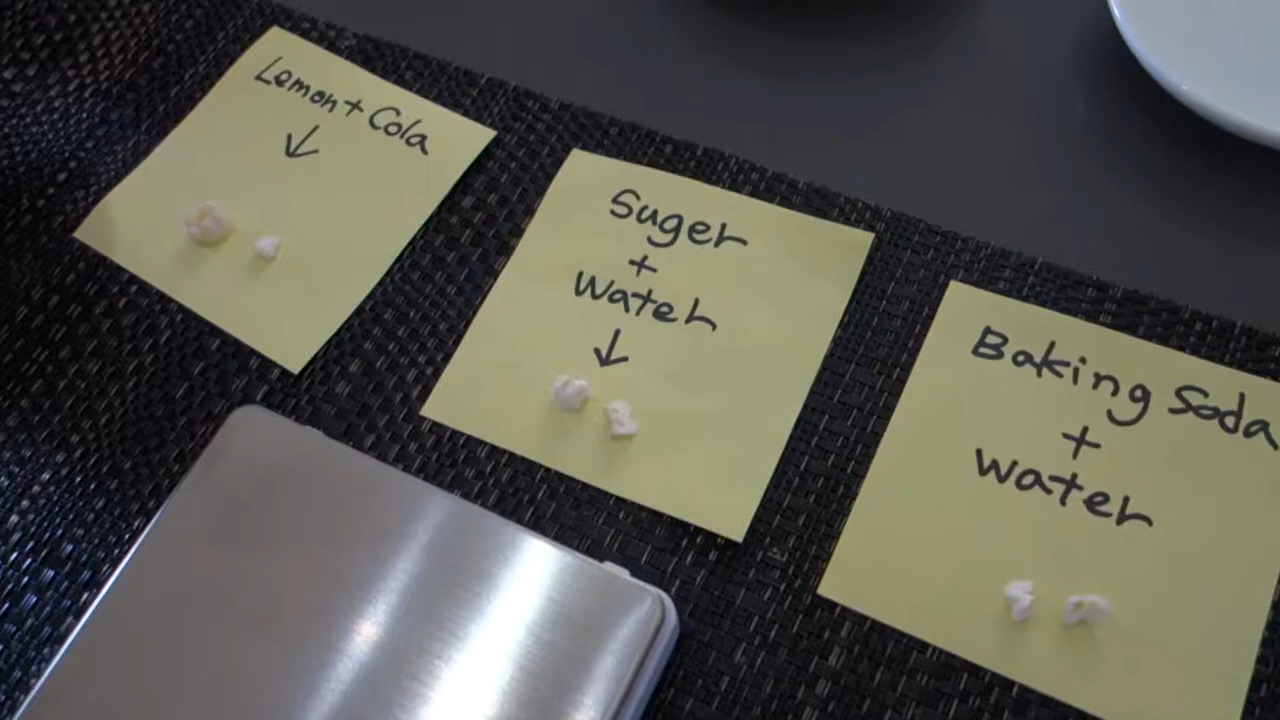 Lemon + Cola
↓
Suger
+
Water
↓
Baking Soda
+
Water